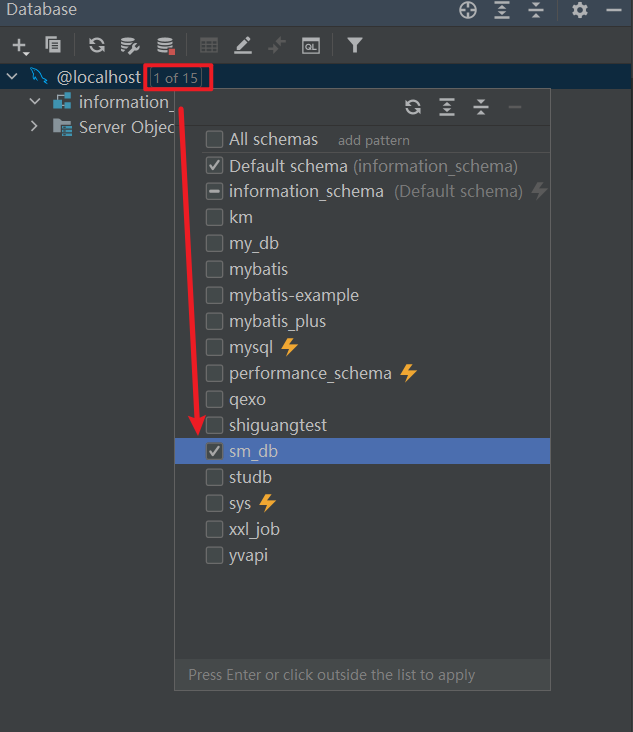 Database
@localhost 1 of 15
information_
Server Objec
All schemas add pattern
Default schema (information_schema)
information_schema (Default schema)
km
my_db
mybatis
mybatis-example
mybatis_plus
mysql
performance_schema
qexo
shiguangtest
sm_db
studb
sys
xxl_job
yvapi
Press Enter or click outside the list to apply